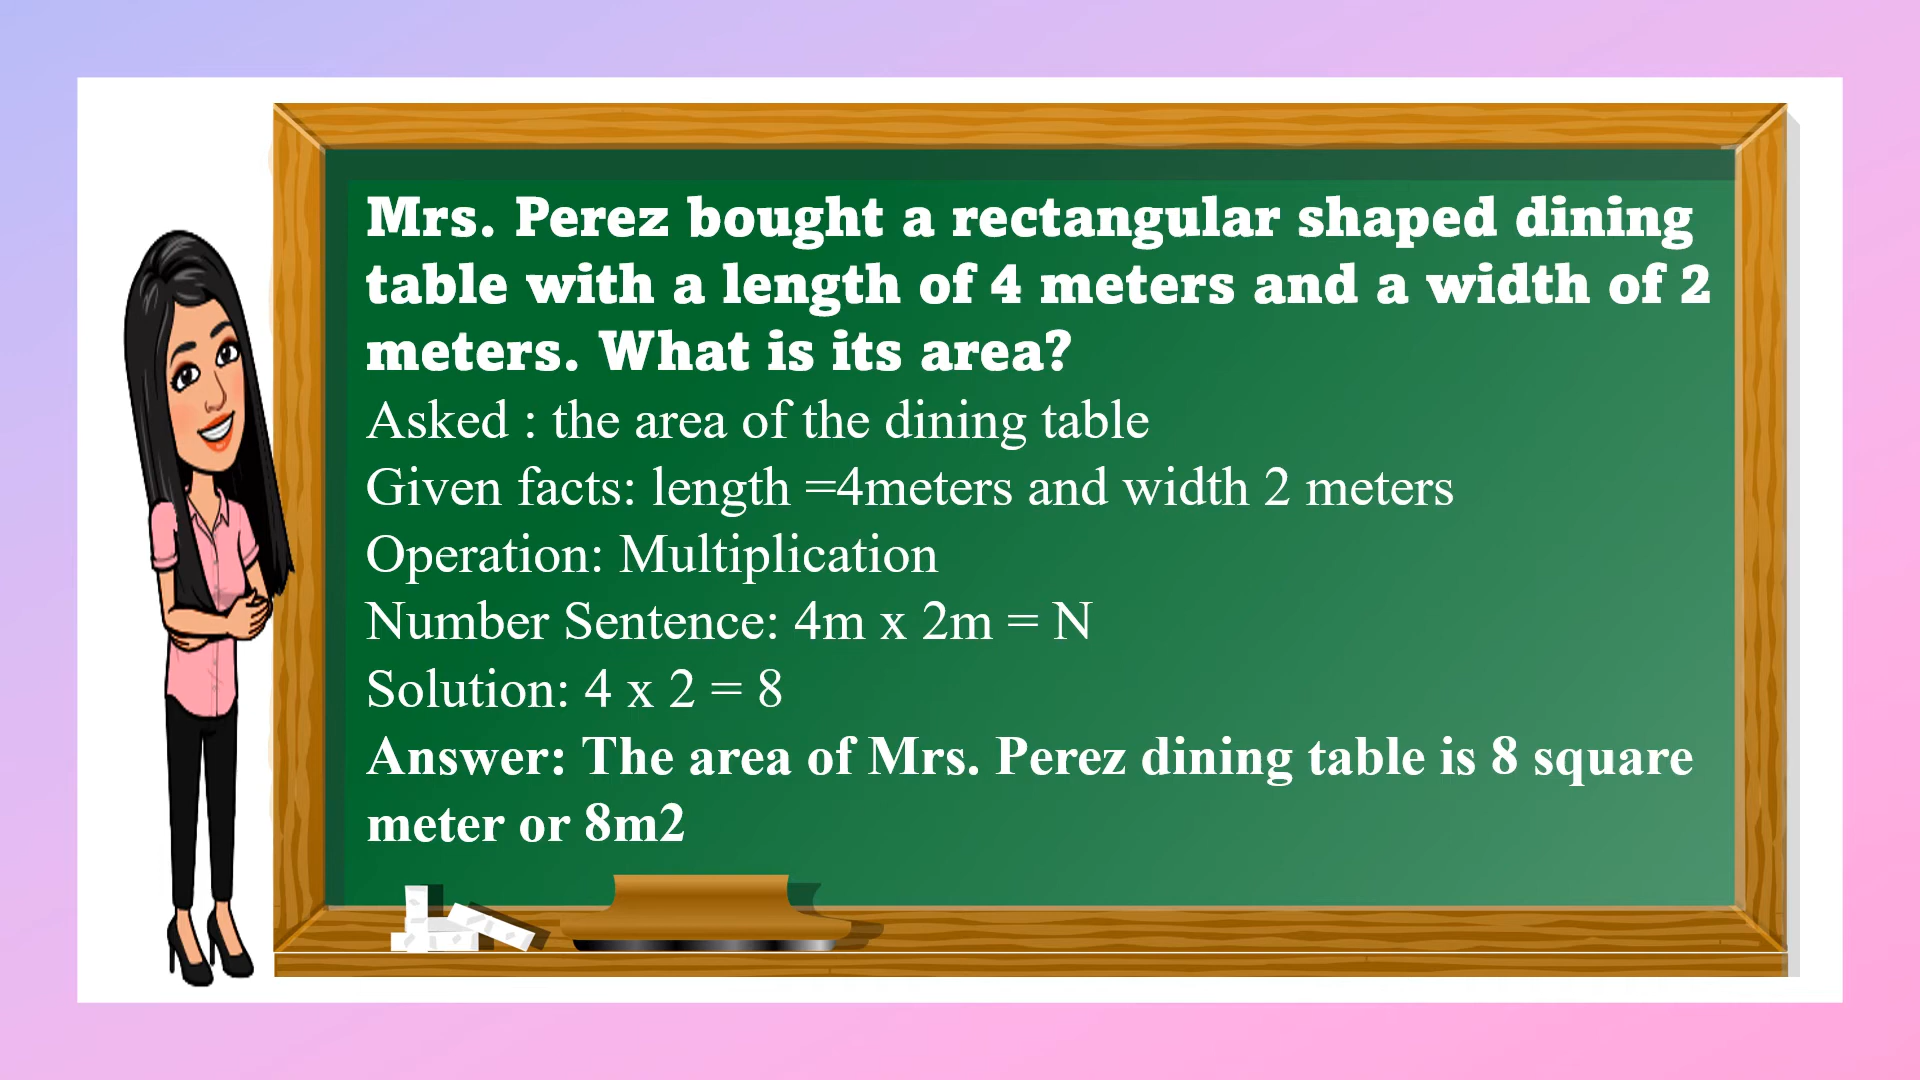 Mrs. Perez bought a rectangular shaped dining
table with a length of 4 meters and a width of 2
meters. What is its area?
Asked : the area of the dining table
Given facts: length =4meters and width 2 meters
Operation: Multiplication
Number Sentence: 4m x 2m = N
Solution: 4 x 2 = 8
Answer: The area of Mrs. Perez dining table is 8 square
meter or 8m2